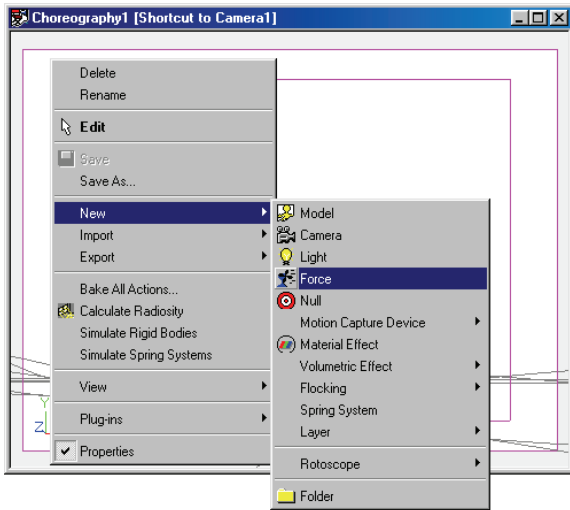 Choreography1 [Shortcut to Camera1]
Delete
Rename
Edit
Save
Save As...
New
Import
Export
Bake All Actions...
Calculate Radiosity
Simulate Rigid Bodies
Simulate Spring Systems
View
Plug-ins
Properties
Model
Camera
Light
Force
Null
Motion Capture Device
Material Effect
Volumetric Effect
Flocking
Spring System
Layer
Rotoscope
Folder
Y
Z